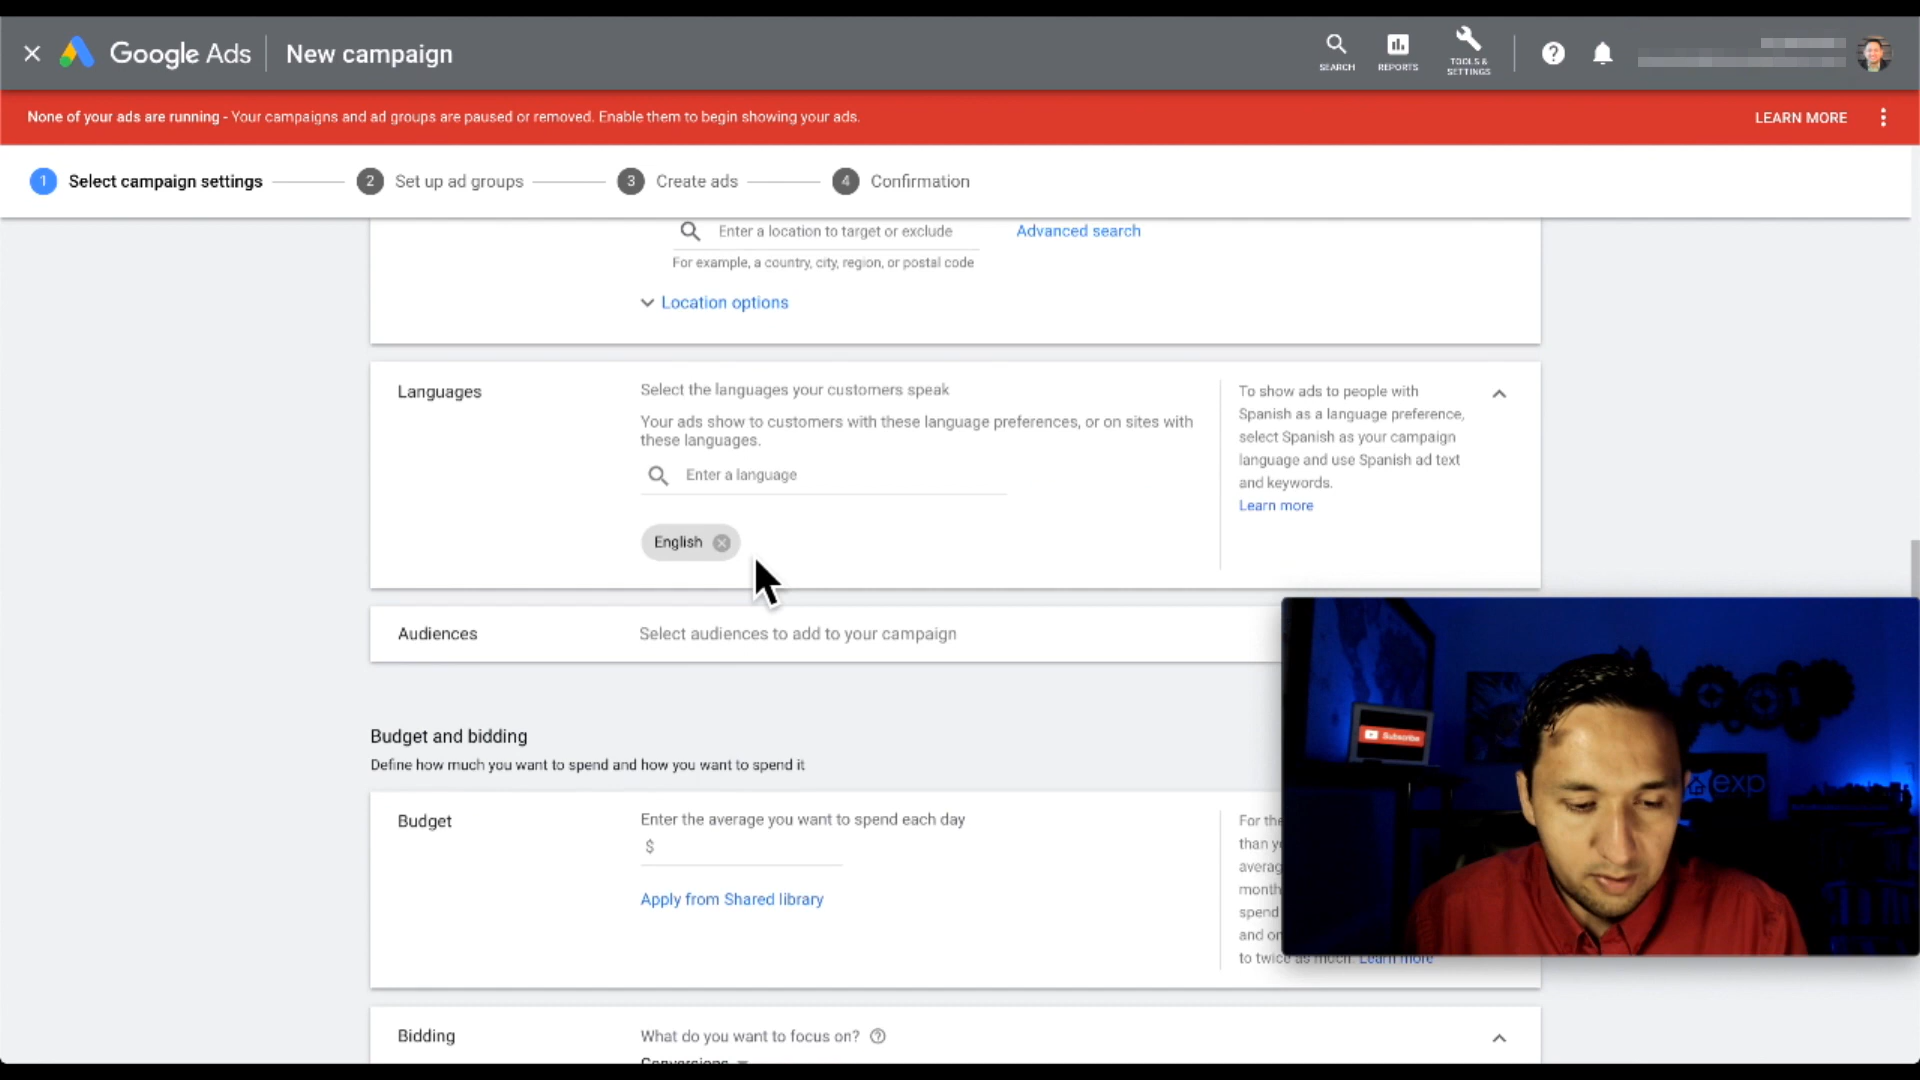 Google Ads
New campaign
SEARCH
REPORTS
TOOLS &
SETTINGS
None of your ads are running - Your campaigns and ad groups are paused or removed. Enable them to begin showing your ads.
LEARN MORE
1 Select campaign settings
2 Set up ad groups
3 Create ads
4 Confirmation
Enter a location to target or exclude
Advanced search
For example, a country, city, region, or postal code
Location options
Languages
Select the languages your customers speak
Your ads show to customers with these language preferences, or on sites with
these languages.
Enter a language
English
To show ads to people with
Spanish as a language preference,
select Spanish as your campaign
language and use Spanish ad text
and keywords.
Learn more
Audiences
Select audiences to add to your campaign
Budget and bidding
Define how much you want to spend and how you want to spend it
Budget
Enter the average you want to spend each day
$
Apply from Shared library
For the
than
month
spend
to twice as much. Learn more
Subscribe
exp
Bidding
What do you want to focus on?
Conversions